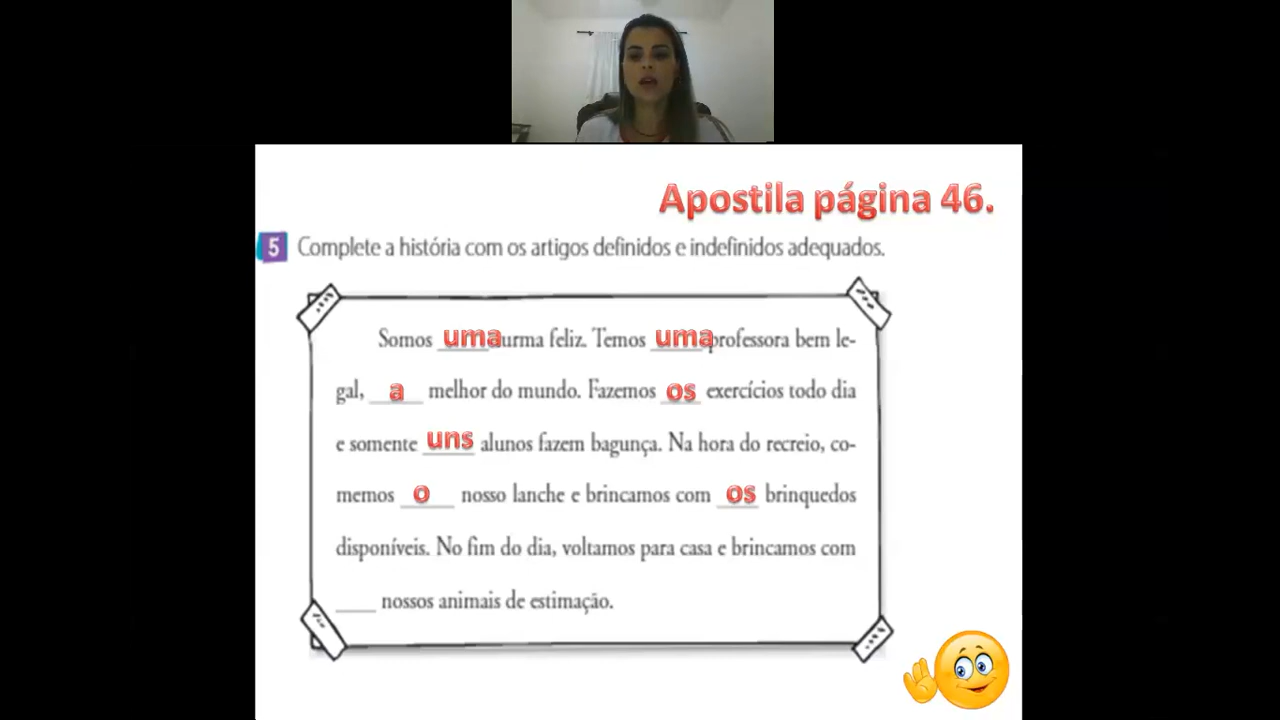 Apostila página 46.
5 Complete a história com os artigos definidos e indefinidos adequados.
Somos uma urma feliz. Temos uma professora bem le-
gal, a melhor do mundo. Fazemos os exercícios todo dia
e somente uns alunos fazem bagunça. Na hora do recreio, co-
memos o nosso lanche e brincamos com os brinquedos
disponíveis. No fim do dia, voltamos para casa e brincamos com
____ nossos animais de estimação.